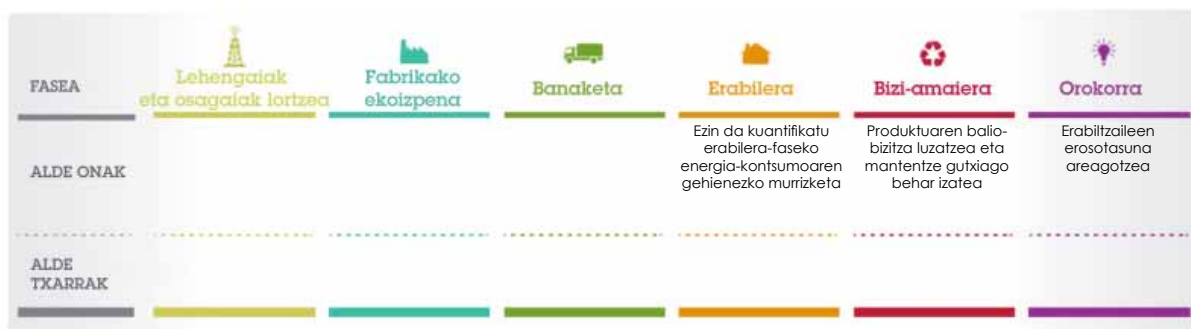 FASEA
Lehengaiak
eta osagaiak lortzea
Fabrikako
ekoizpena
Banaketa
Erabilera
Bizi-amaiera
Orokorra
ALDE ONAK
Ezin da kuantifikatu
erabilera-faseko
energia-kontsumoaren
gehienezko murrizketa
Produktuaren balio-
bizitza luzatzea eta
mantentze gutxiago
behar izatea
Erabiltzaileen
erosotasuna
areagotzea
ALDE
TXARRAK